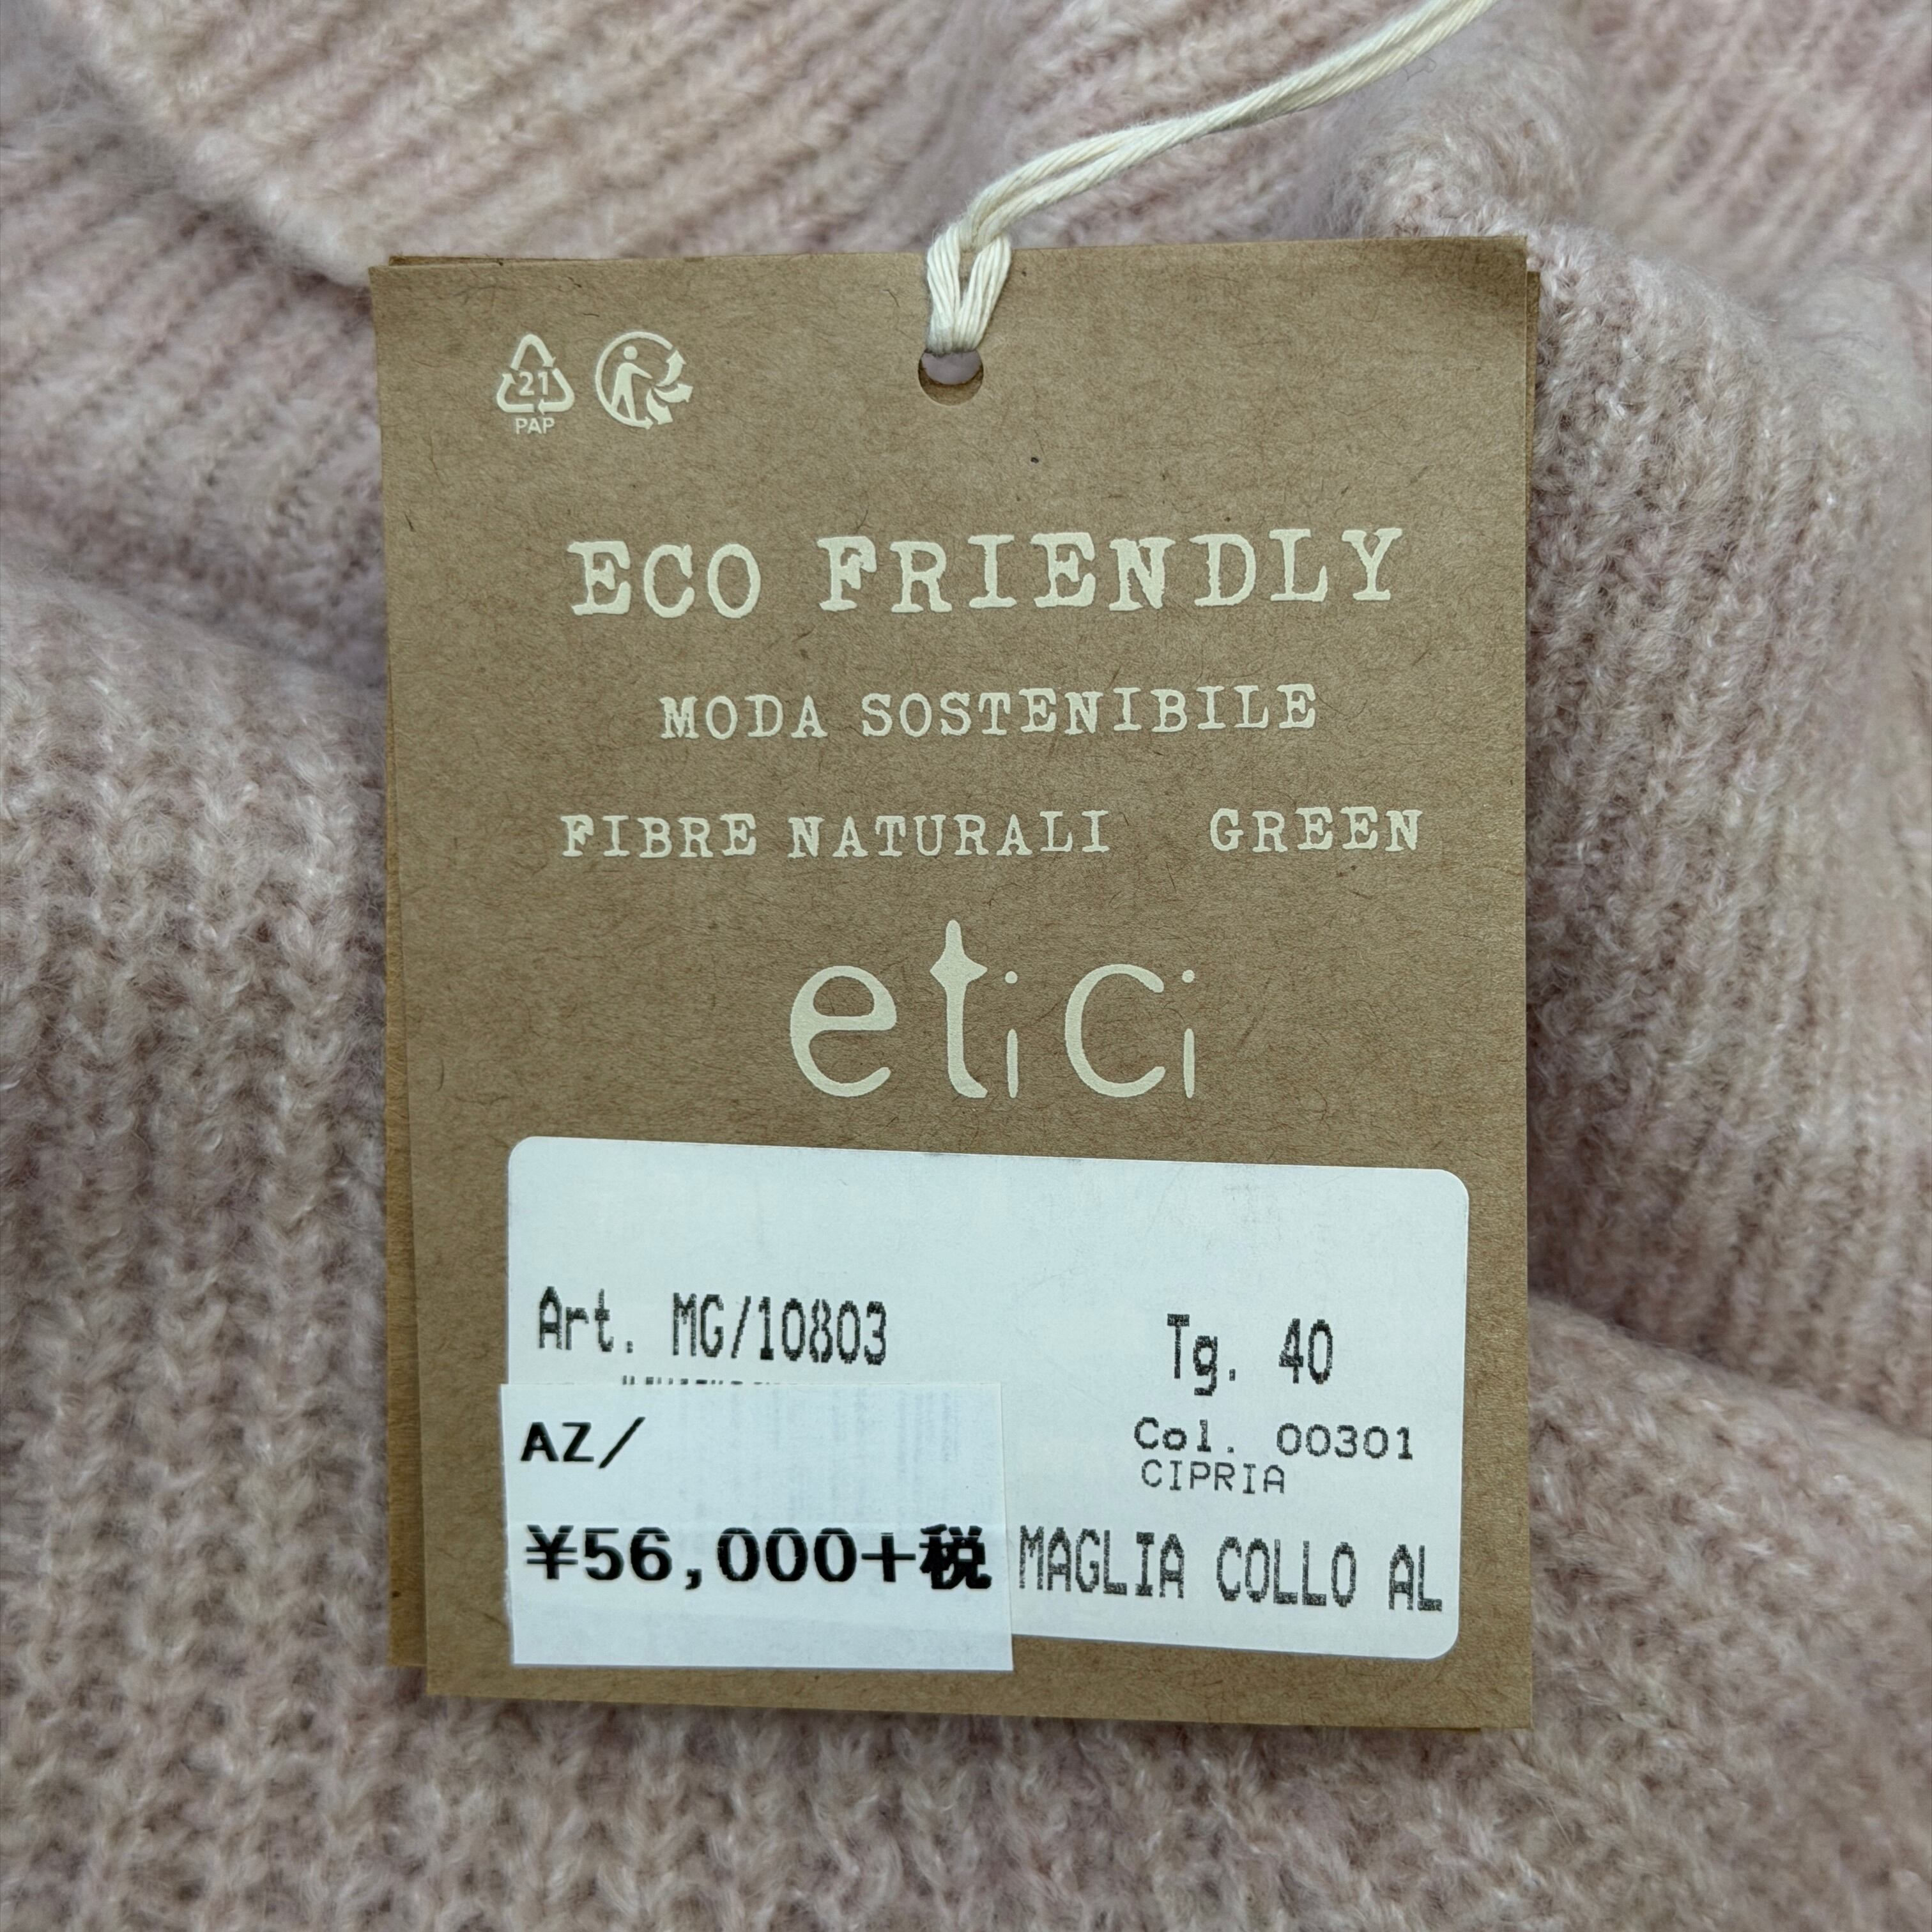 21
PAP
ECO FRIENDLY
MODA SOSTENIBILE
FIBRE NATURALI GREEN
etici
Art. MG/10803
Tg. 40
AZ/
Col. 00301
CIPRIA
¥56,000+税
MAGLIA COLLO AL